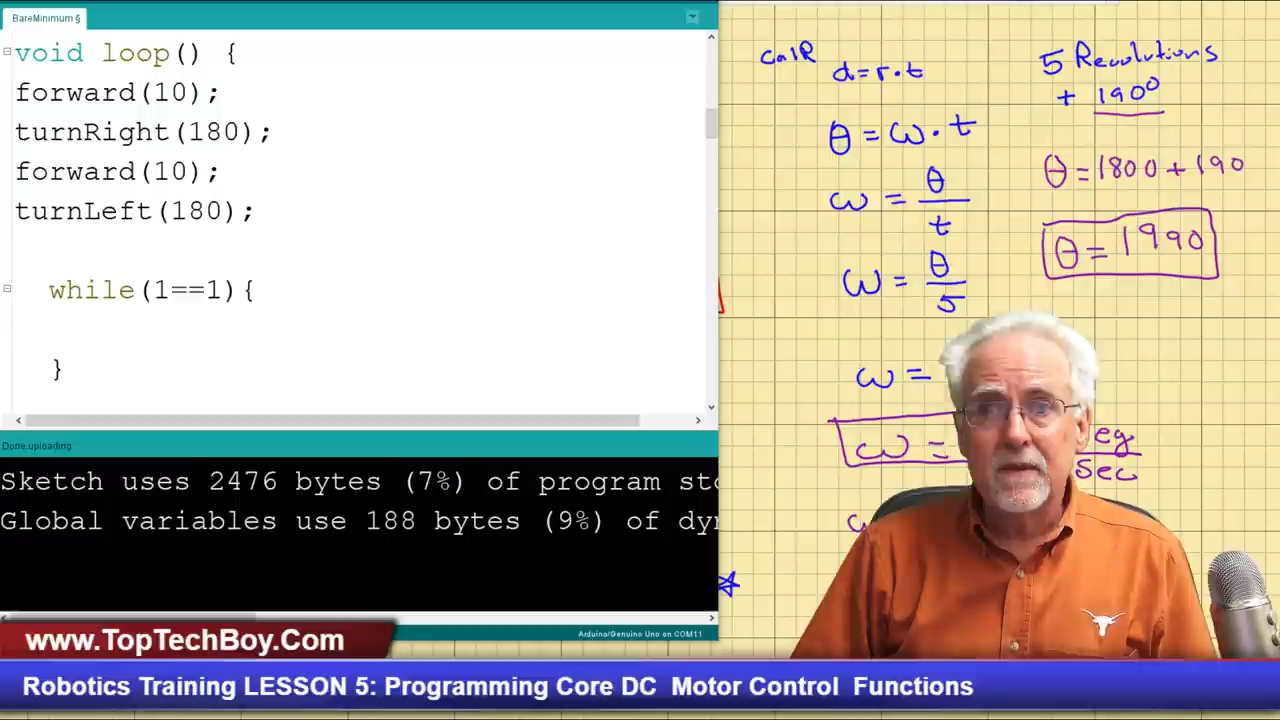 BareMinimum §
void loop() {
forward(10);
turnRight(180);
forward(10);
turnLeft(180);
while(1==1){
}
Done uploading
Sketch uses 2476 bytes (7%) of program sto
Global variables use 188 bytes (9%) of dyn
Arduino/Genuino Uno on COM11
calR
d=r·t
θ = ω·t
ω = θ/t
ω = θ/5
ω =
ω =
eg/sec
5 Revolutions
+ 190°
θ=1800+190
θ=1990
www.TopTechBoy.Com
Robotics Training LESSON 5: Programming Core DC Motor Control Functions